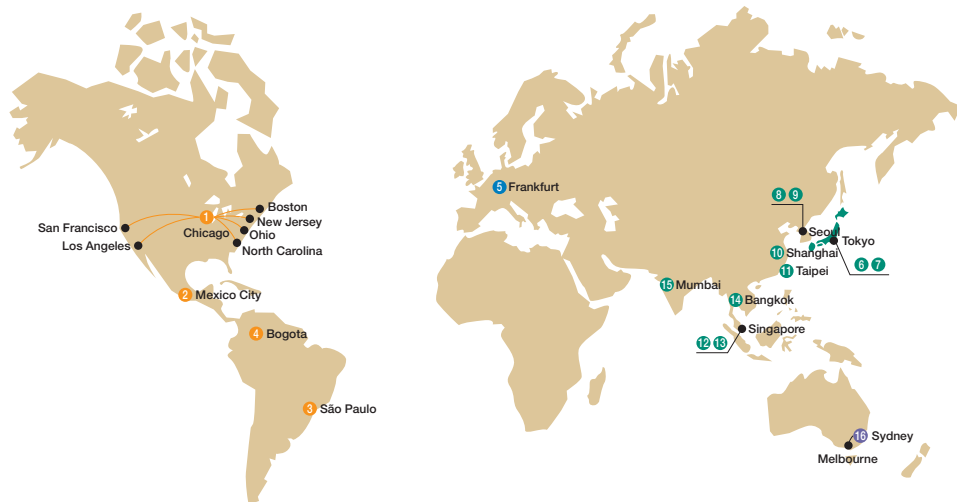 5 Frankfurt
8 9
Boston
1
New Jersey
San Francisco
Chicago
Ohio
Seoul
Tokyo
Los Angeles
North Carolina
10 Shanghai
6 7
11 Taipei
15 Mumbai
2 Mexico City
14 Bangkok
4 Bogota
Singapore
12 13
3 São Paulo
16 Sydney
Melbourne